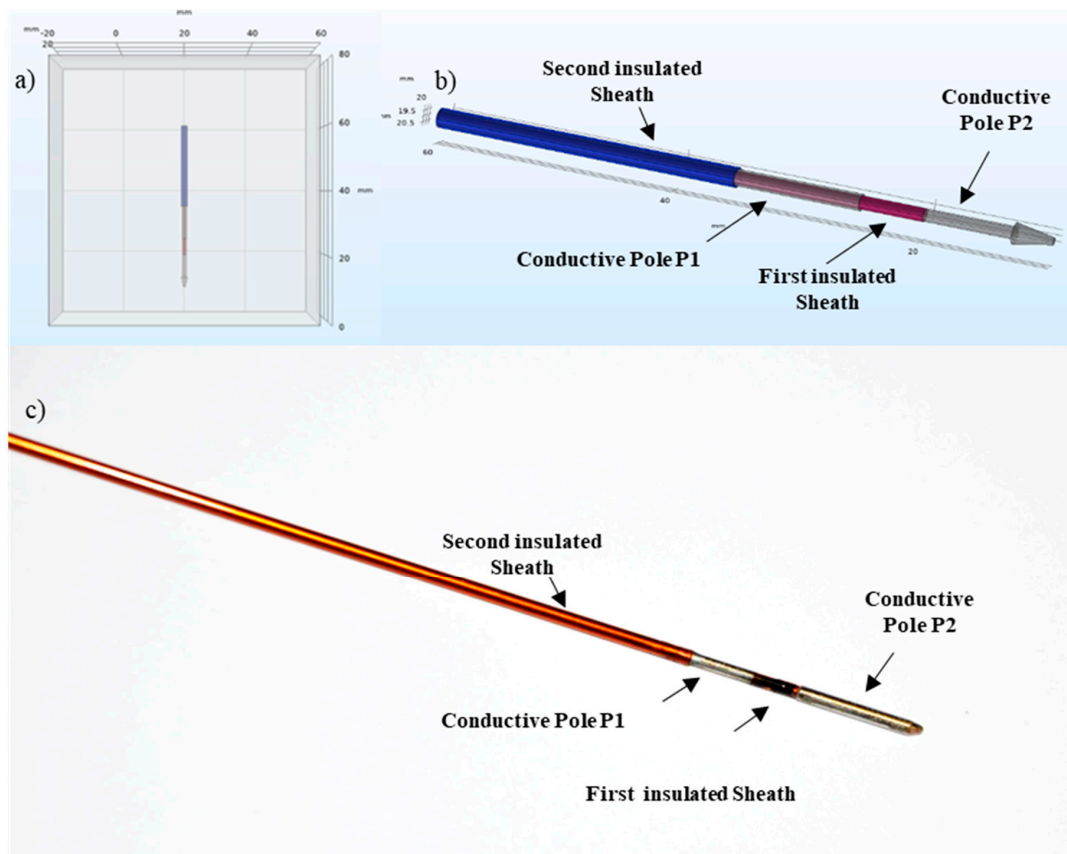 mm
mm -20 0 20 40 60
20
80
a)
60
mm
40
20
0
b)
Second insulated
Sheath
Conductive
Pole P2
mm
20
19.5
20.5
60
40
mm
20
Conductive Pole P1
First insulated
Sheath
c)
Second insulated
Sheath
Conductive
Pole P2
Conductive Pole P1
First insulated Sheath